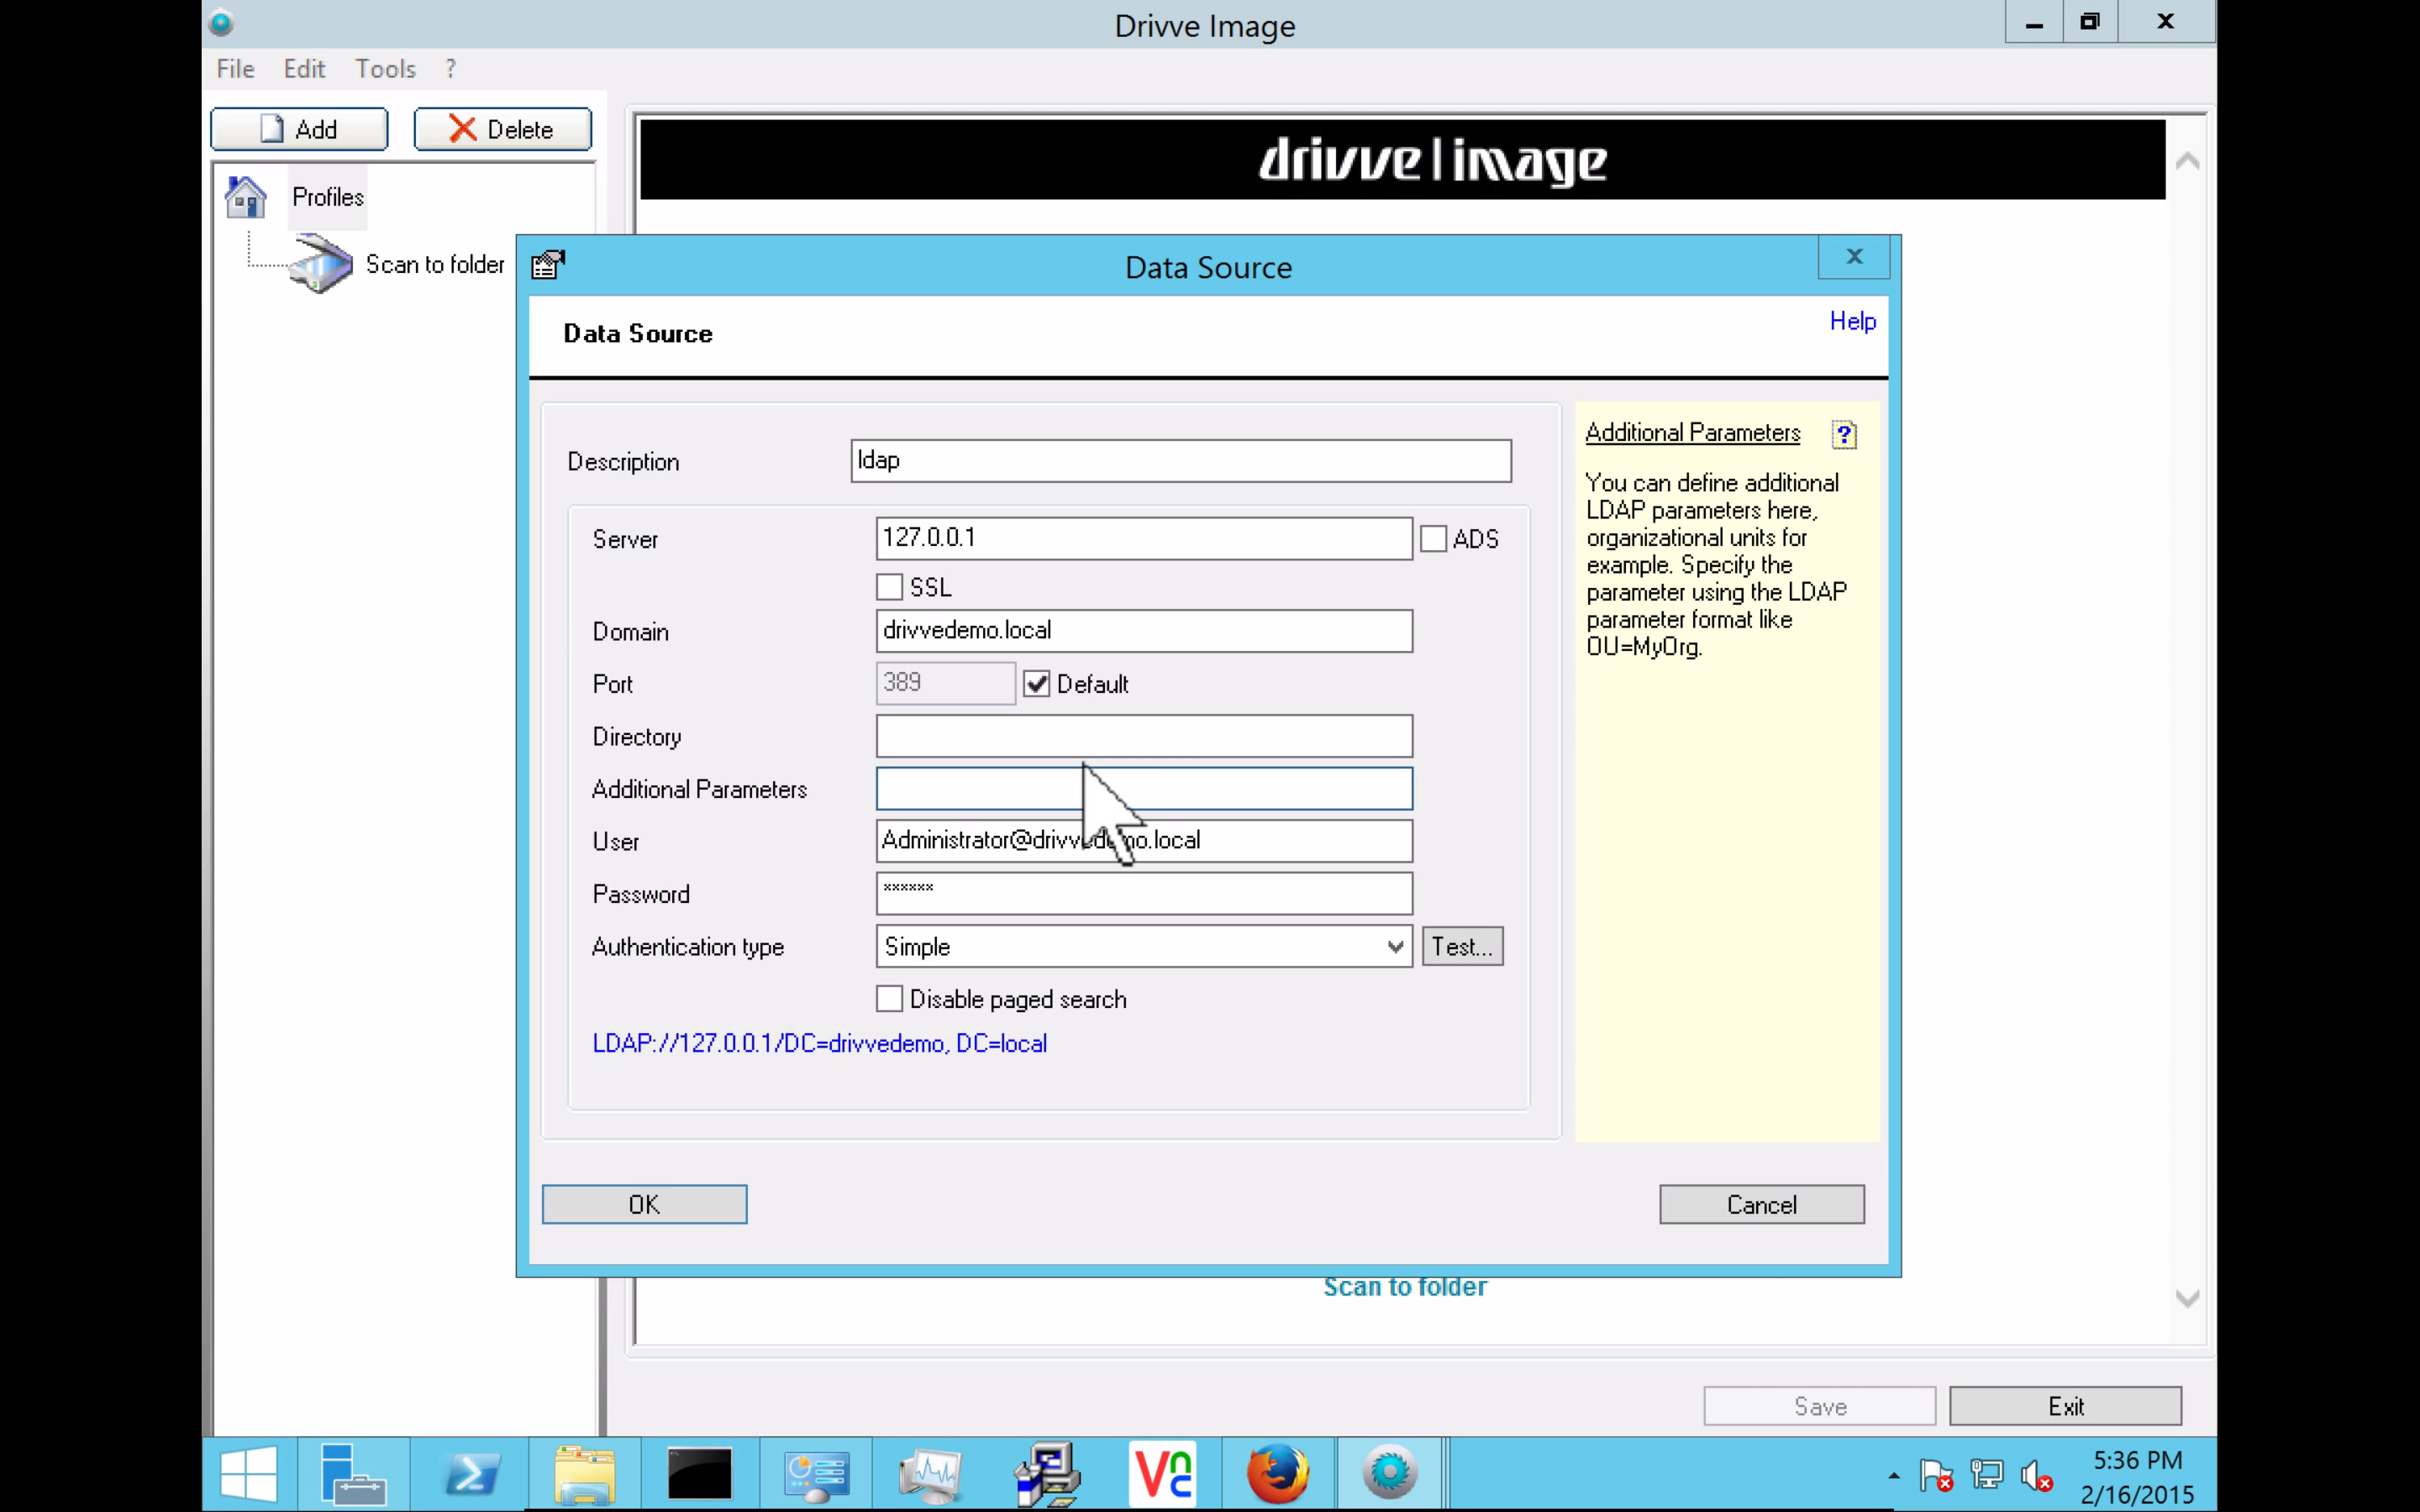 Drivve Image
File Edit Tools ?
Add Delete
drivve|image
Profiles
Scan to folder
Data Source
Data Source
Help
Description ldap
Server 127.0.0.1 ADS
SSL
Domain drivvedemo.local
Port 389 Default
Directory
Additional Parameters
User Administrator@drivvedemo.local
Password ××××××
Authentication type Simple Test...
Disable paged search
LDAP://127.0.0.1/DC=drivvedemo, DC=local
Additional Parameters ?
You can define additional
LDAP parameters here,
organizational units for
example. Specify the
parameter using the LDAP
parameter format like
OU=MyOrg.
OK Cancel
Scan to folder
Save Exit
VNC
5:36 PM
2/16/2015